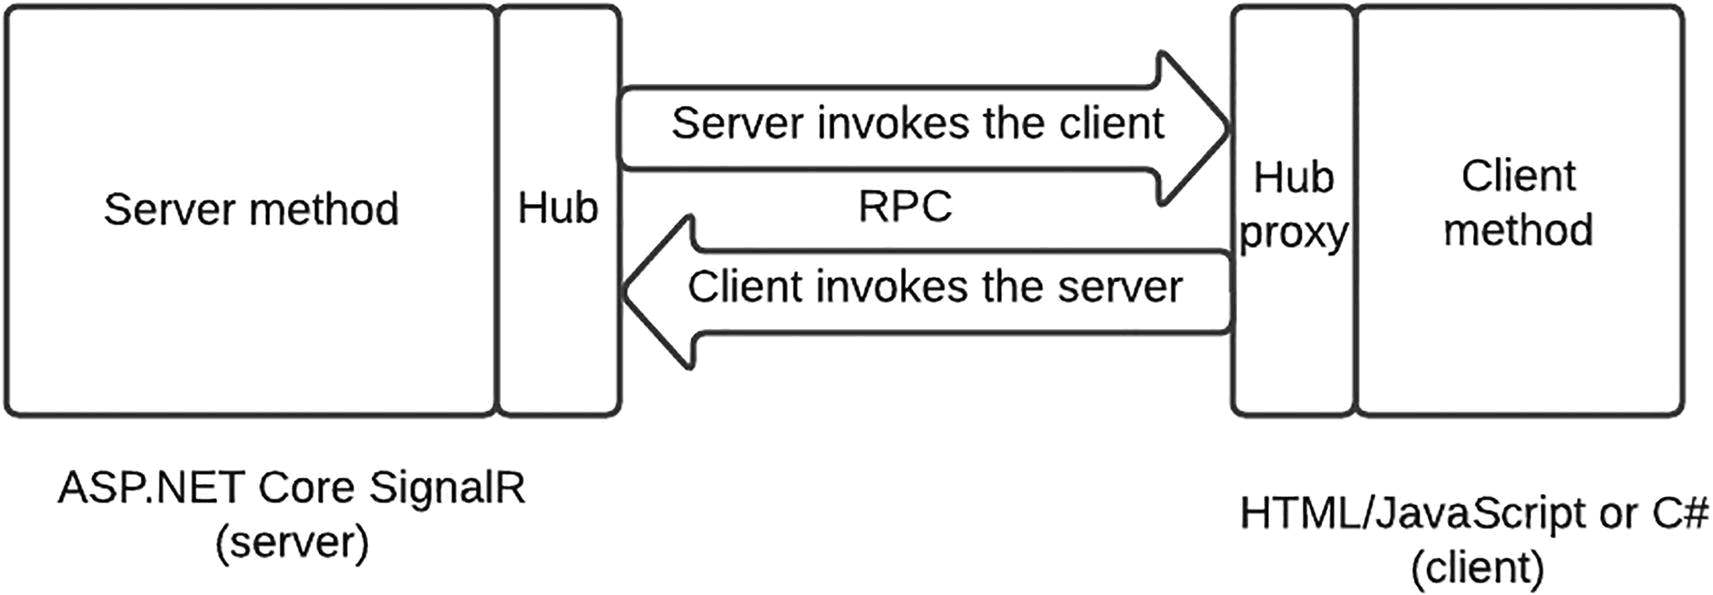 Server method
Hub
Server invokes the client
RPC
Client invokes the server
Hub
proxy
Client
method
ASP.NET Core SignalR
(server)
HTML/JavaScript or C#
(client)